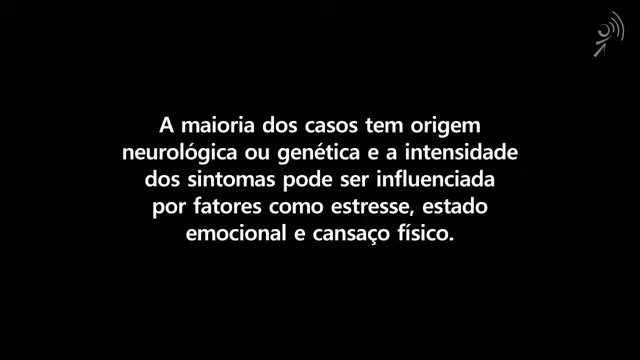 A maioria dos casos tem origem
neurológica ou genética e a intensidade
dos sintomas pode ser influenciada
por fatores como estresse, estado
emocional e cansaço físico.